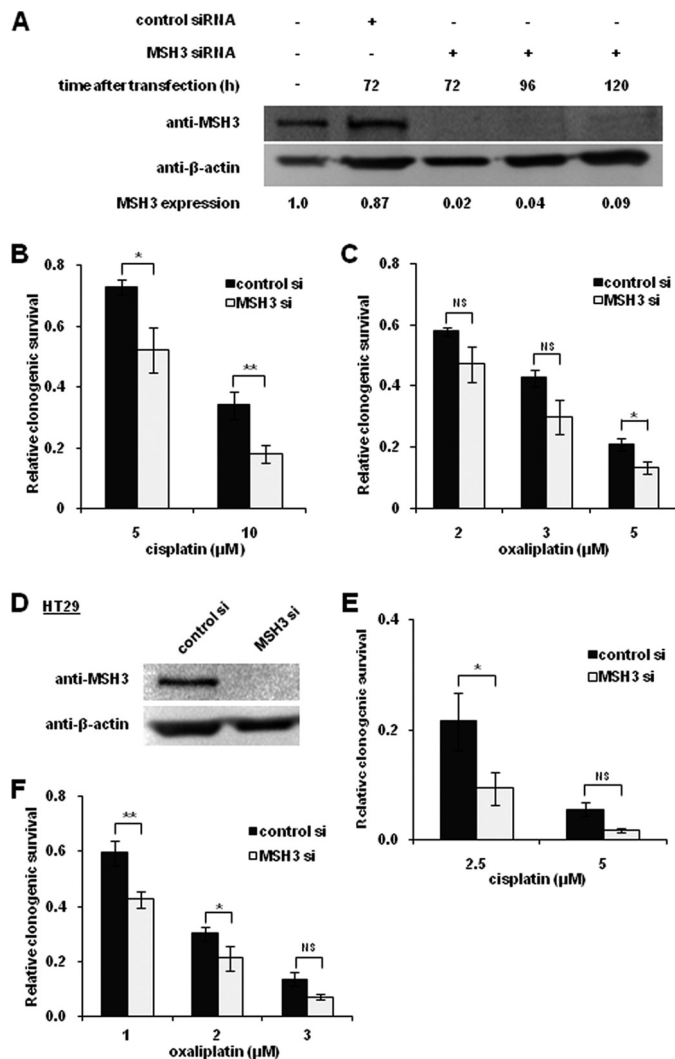 A
control siRNA - + - - -
MSH3 siRNA - - + + +
time after transfection (h) - 72 72 96 120
anti-MSH3
anti-β-actin
MSH3 expression 1.0 0.87 0.02 0.04 0.09
B
Relative clonogenic survival
0.8
0.6
0.4
0.2
0
*
**
control si
MSH3 si
5 10
cisplatin (µM)
C
Relative clonogenic survival
0.8
0.6
0.4
0.2
0
NS
NS
*
control si
MSH3 si
2 3 5
oxaliplatin (µM)
D
HT29
control si
MSH3 si
anti-MSH3
anti-β-actin
E
Relative clonogenic survival
0.4
0.2
0.0
*
NS
control si
MSH3 si
2.5 5
cisplatin (µM)
F
Relative clonogenic survival
0.8
0.6
0.4
0.2
0
**
*
NS
control si
MSH3 si
1 2 3
oxaliplatin (µM)